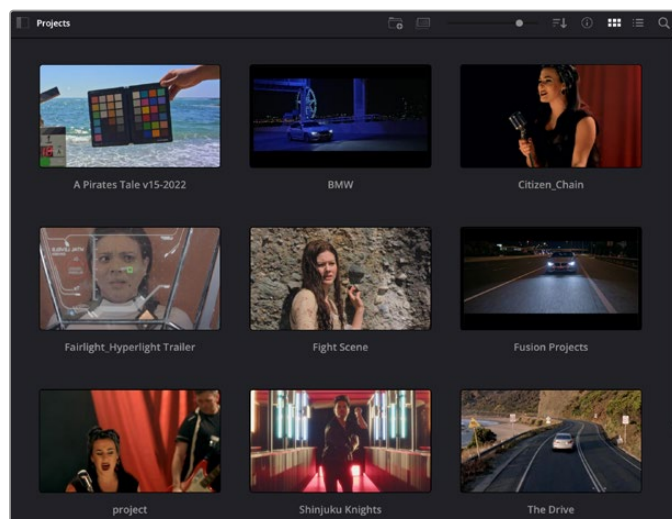 Projects
A Pirates Tale v15-2022
BMW
Citizen_Chain
Fairlight_Hyperlight Trailer
Fight Scene
Fusion Projects
project
Shinjuku Knights
The Drive